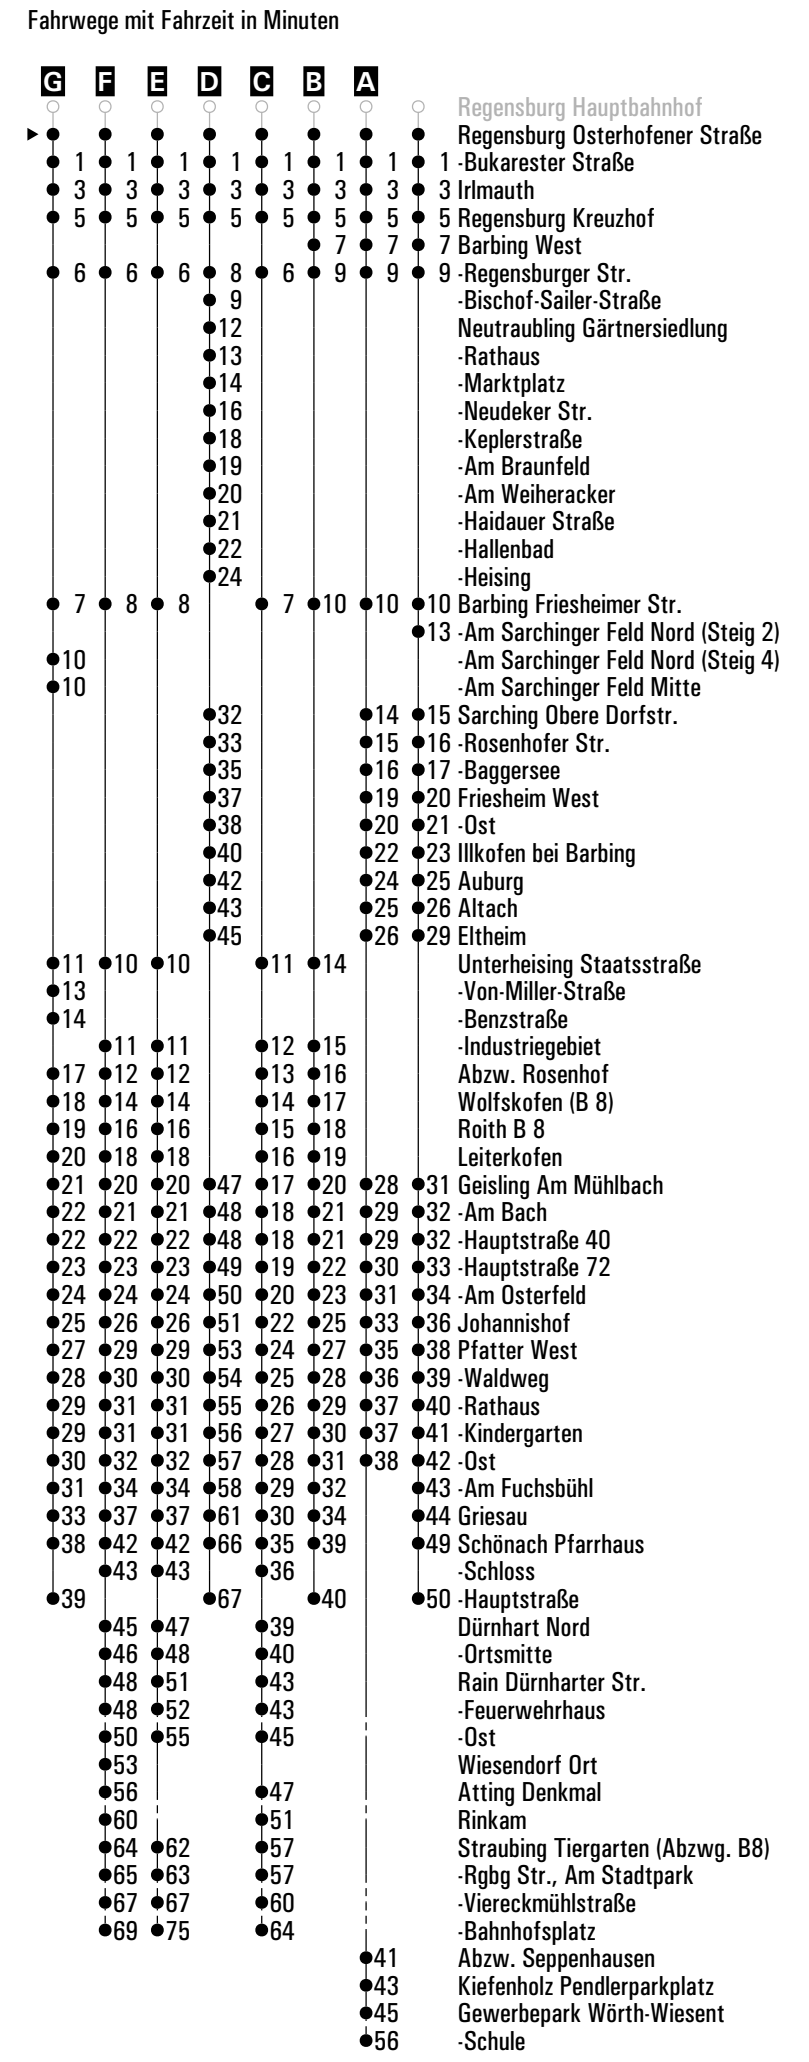 Fahrwege mit Fahrzeit in Minuten
G F E D C B A
Regensburg Hauptbahnhof
Regensburg Osterhofener Straße
1 1 1 1 1 1 1 1 -Bukarester Straße
3 3 3 3 3 3 3 3 Irlmauth
5 5 5 5 5 5 5 5 Regensburg Kreuzhof
7 7 7 Barbing West
6 6 6 8 6 9 9 9 -Regensburger Str.
9 -Bischof-Sailer-Straße
12 Neutraubling Gärtnersiedlung
13 -Rathaus
14 -Marktplatz
16 -Neudeker Str.
18 -Keplerstraße
19 -Am Braunfeld
20 -Am Weiheracker
21 -Haidauer Straße
22 -Hallenbad
24 -Heising
7 8 8 7 10 10 10 Barbing Friesheimer Str.
13 -Am Sarchinger Feld Nord (Steig 2)
10 -Am Sarchinger Feld Nord (Steig 4)
10 -Am Sarchinger Feld Mitte
32 14 15 Sarching Obere Dorfstr.
33 15 16 -Rosenhofer Str.
35 16 17 -Baggersee
37 19 20 Friesheim West
38 20 21 -Ost
40 22 23 Illkofen bei Barbing
42 24 25 Auburg
43 25 26 Altach
45 26 29 Eltheim
11 10 10 11 14 Unterheising Staatsstraße
13 -Von-Miller-Straße
14 -Benzstraße
11 11 12 15 -Industriegebiet
17 12 12 13 16 Abzw. Rosenhof
18 14 14 14 17 Wolfskofen (B 8)
19 16 16 15 18 Roith B 8
20 18 18 16 19 Leiterkofen
21 20 20 47 17 20 28 31 Geisling Am Mühlbach
22 21 21 48 18 21 29 32 -Am Bach
22 22 22 48 18 21 29 32 -Hauptstraße 40
23 23 23 49 19 22 30 33 -Hauptstraße 72
24 24 24 50 20 23 31 34 -Am Osterfeld
25 26 26 51 22 25 33 36 Johannishof
27 29 29 53 24 27 35 38 Pfatter West
28 30 30 54 25 28 36 39 -Waldweg
29 31 31 55 26 29 37 40 -Rathaus
29 31 31 56 27 30 37 41 -Kindergarten
30 32 32 57 28 31 38 42 -Ost
31 34 34 58 29 32 43 -Am Fuchsbühl
33 37 37 61 30 34 44 Griesau
38 42 42 66 35 39 49 Schönach Pfarrhaus
43 43 36 -Schloss
39 67 40 50 -Hauptstraße
45 47 39 Dürnhart Nord
46 48 40 -Ortsmitte
48 51 43 Rain Dürnharter Str.
48 52 43 -Feuerwehrhaus
50 55 45 -Ost
53 Wiesendorf Ort
56 47 Atting Denkmal
60 51 Rinkam
64 62 57 Straubing Tiergarten (Abzwg. B8)
65 63 57 -Rgbg Str., Am Stadtpark
67 67 60 -Viereckmühlstraße
69 75 64 -Bahnhofsplatz
41 Abzw. Seppenhausen
43 Kiefenholz Pendlerparkplatz
45 Gewerbepark Wörth-Wiesent
56 -Schule